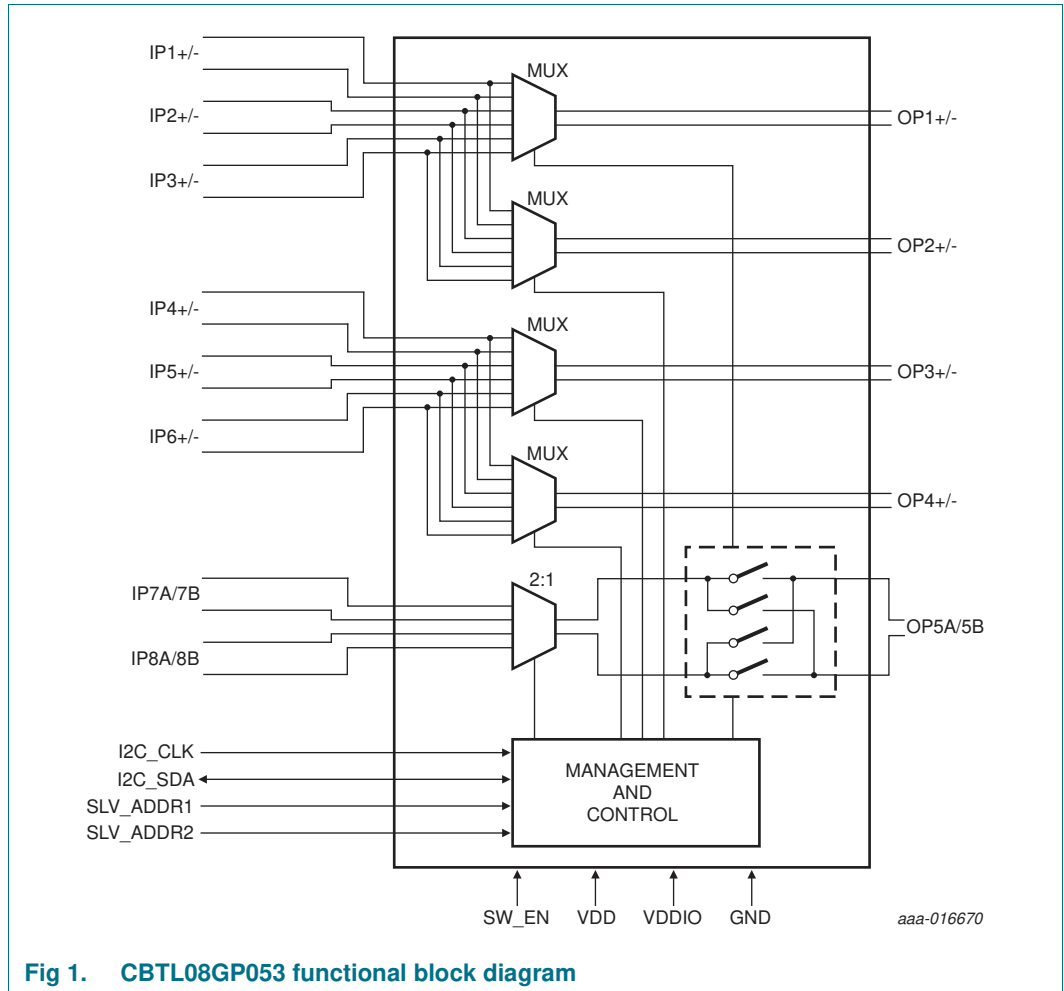 IP1+/-
MUX
IP2+/-
OP1+/-
IP3+/-
MUX
OP2+/-
IP4+/-
MUX
IP5+/-
OP3+/-
IP6+/-
MUX
OP4+/-
IP7A/7B
2:1
OP5A/5B
IP8A/8B
I2C_CLK
I2C_SDA
SLV_ADDR1
SLV_ADDR2
MANAGEMENT
AND
CONTROL
SW_EN
VDD
VDDIO
GND
aaa-016670
Fig 1. CBTL08GP053 functional block diagram